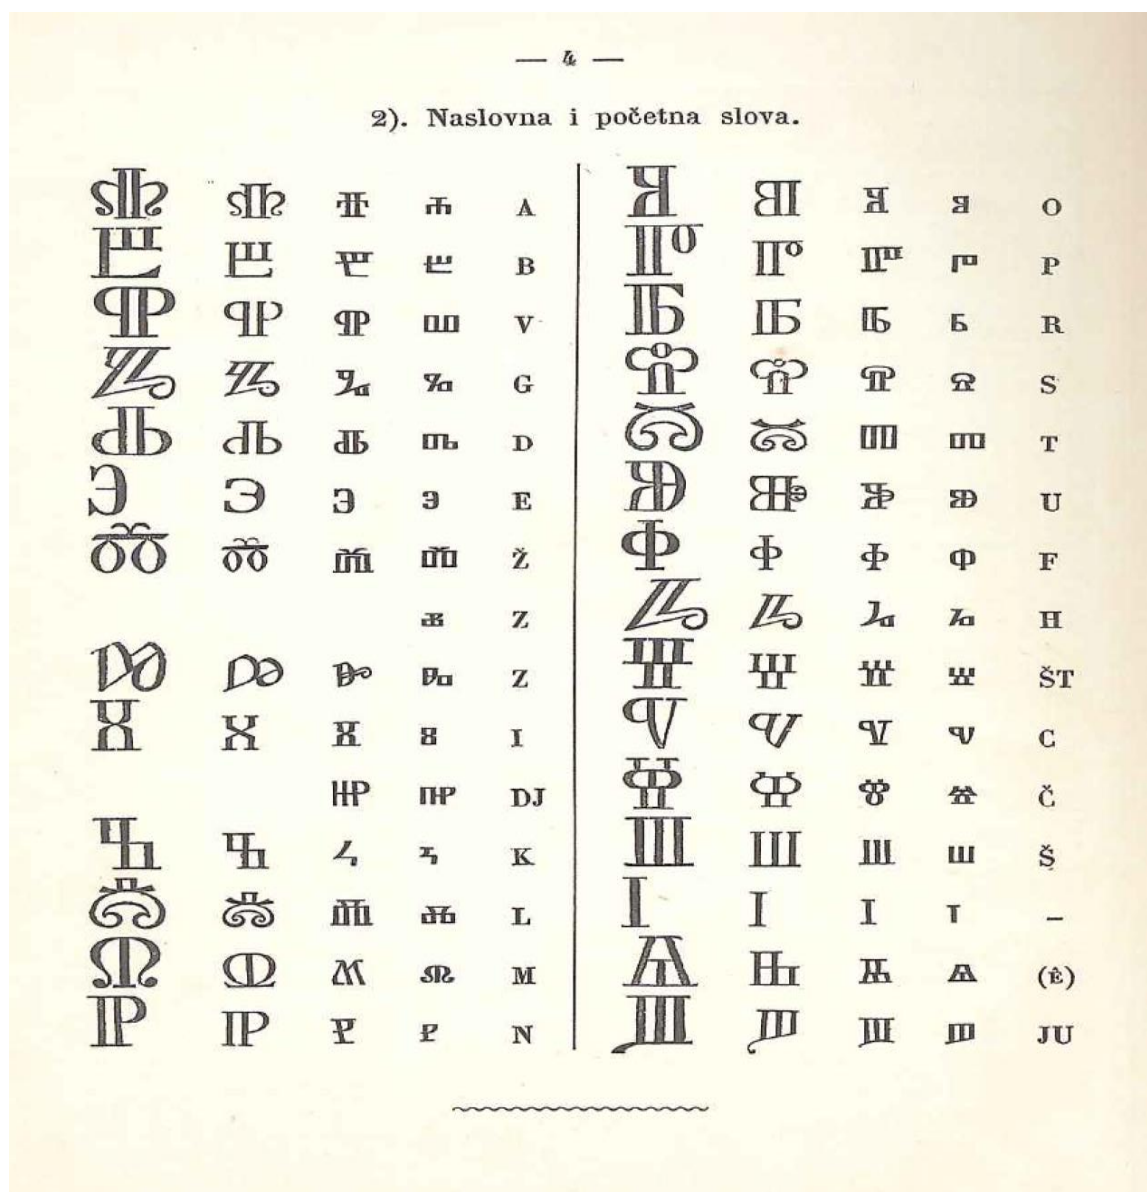 — 4 —
2). Naslovna i početna slova.
Ⰰ Ⰰ Ⰰ Ⰰ A
Ⰱ Ⰱ Ⰱ Ⰱ B
Ⰲ Ⰲ Ⰲ Ⰲ V
Ⰳ Ⰳ Ⰳ Ⰳ G
Ⰴ Ⰴ Ⰴ Ⰴ D
Ⰵ Ⰵ Ⰵ Ⰵ E
Ⰶ Ⰶ Ⰶ Ⰶ Ž
Ⰷ Z
Ⰸ Ⰸ Ⰸ Ⰸ Z
Ⰻ Ⰻ Ⰻ Ⰻ I
Ⰼ Ⰼ DJ
Ⰽ Ⰽ Ⰽ Ⰽ K
Ⰾ Ⰾ Ⰾ Ⰾ L
Ⰿ Ⰿ Ⰿ Ⰿ M
Ⱀ Ⱀ Ⱀ Ⱀ N
Ⱁ Ⱁ Ⱁ Ⱁ O
Ⱂ Ⱂ Ⱂ Ⱂ P
Ⱃ Ⱃ Ⱃ Ⱃ R
Ⱄ Ⱄ Ⱄ Ⱄ S
Ⱅ Ⱅ Ⱅ Ⱅ T
Ⱆ Ⱆ Ⱆ Ⱆ U
Ⱇ Ⱇ Ⱇ Ⱇ F
Ⱈ Ⱈ Ⱈ Ⱈ H
Ⱋ Ⱋ Ⱋ Ⱋ ŠT
Ⱌ Ⱌ Ⱌ Ⱌ C
Ⱍ Ⱍ Ⱍ Ⱍ Č
Ⱎ Ⱎ Ⱎ Ⱎ Š
Ⱜ Ⱜ Ⱜ Ⱜ –
Ⱑ Ⱑ Ⱑ Ⱑ (ê)
Ⱓ Ⱓ Ⱓ Ⱓ JU